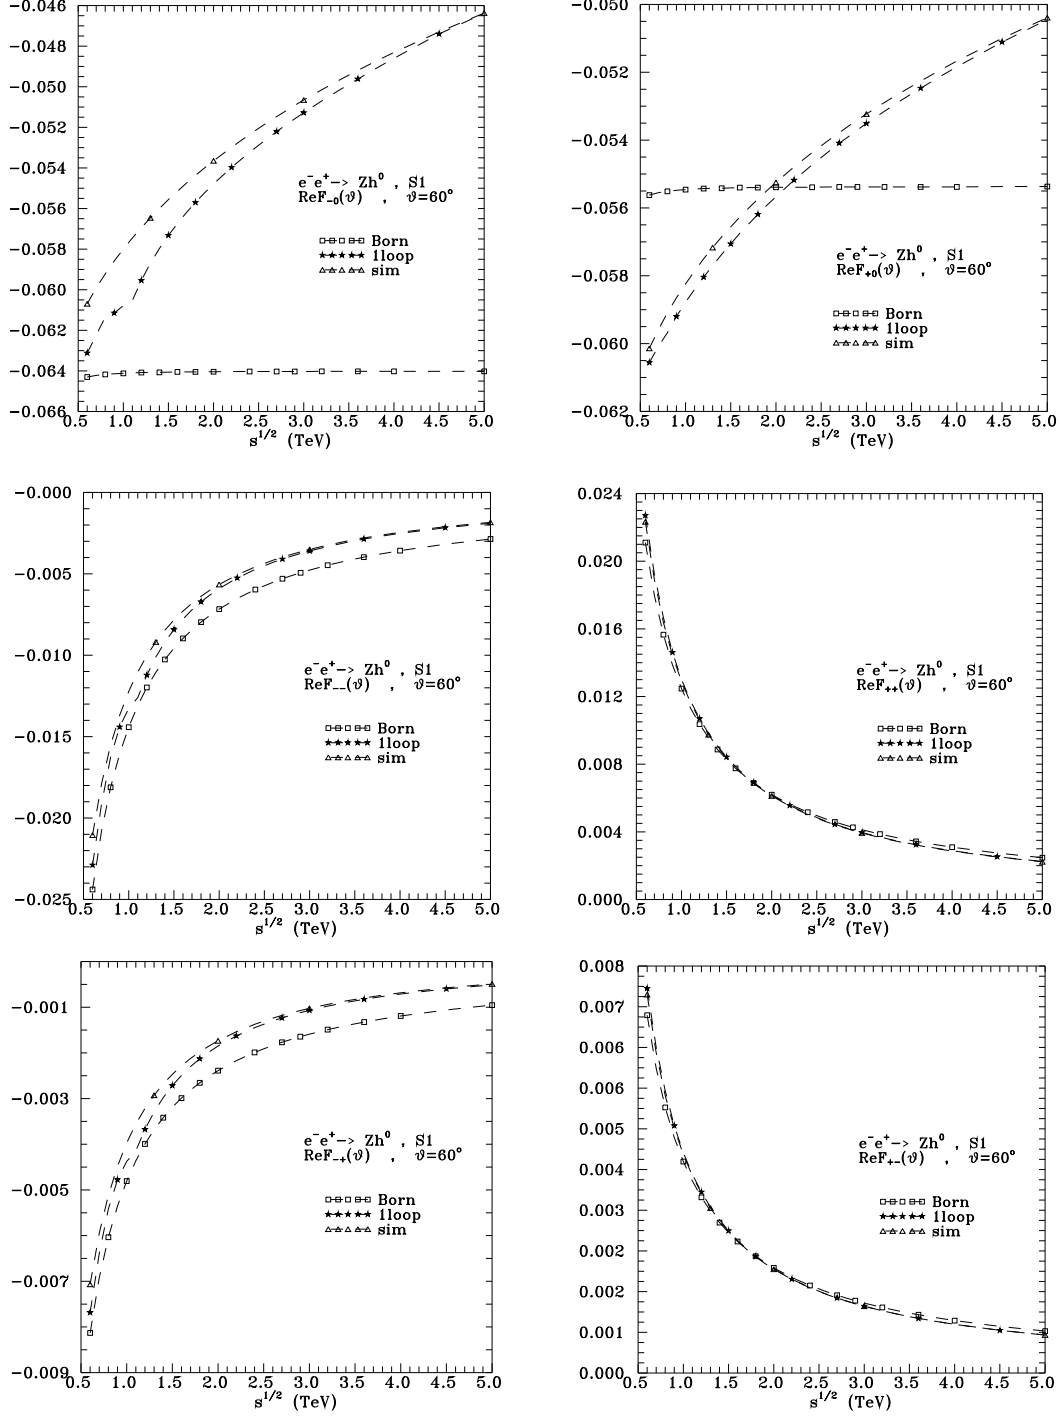 −0.046
−0.048
−0.050
−0.052
−0.054
−0.056
−0.058
−0.060
−0.062
−0.064
−0.066
e⁻e⁺−> Zh⁰ , S1
ReF₋₀(ϑ) , ϑ=60°
Born
1loop
sim
0.5 1.0 1.5 2.0 2.5 3.0 3.5 4.0 4.5 5.0
s^1/2 (TeV)
−0.050
−0.052
−0.054
−0.056
−0.058
−0.060
−0.062
e⁻e⁺−> Zh⁰ , S1
ReF₊₀(ϑ) , ϑ=60°
Born
1loop
sim
0.5 1.0 1.5 2.0 2.5 3.0 3.5 4.0 4.5 5.0
s^1/2 (TeV)
−0.000
−0.005
−0.010
−0.015
−0.020
−0.025
e⁻e⁺−> Zh⁰ , S1
ReF₋₋(ϑ) , ϑ=60°
Born
1loop
sim
0.5 1.0 1.5 2.0 2.5 3.0 3.5 4.0 4.5 5.0
s^1/2 (TeV)
0.024
0.020
0.016
0.012
0.008
0.004
0.000
e⁻e⁺−> Zh⁰ , S1
ReF₊₊(ϑ) , ϑ=60°
Born
1loop
sim
0.5 1.0 1.5 2.0 2.5 3.0 3.5 4.0 4.5 5.0
s^1/2 (TeV)
−0.001
−0.003
−0.005
−0.007
−0.009
e⁻e⁺−> Zh⁰ , S1
ReF₋₊(ϑ) , ϑ=60°
Born
1loop
sim
0.5 1.0 1.5 2.0 2.5 3.0 3.5 4.0 4.5 5.0
s^1/2 (TeV)
0.008
0.007
0.006
0.006
0.005
0.004
0.003
0.002
0.002
0.001
0.000
e⁻e⁺−> Zh⁰ , S1
ReF₊₋(ϑ) , ϑ=60°
Born
1loop
sim
0.5 1.0 1.5 2.0 2.5 3.0 3.5 4.0 4.5 5.0
s^1/2 (TeV)